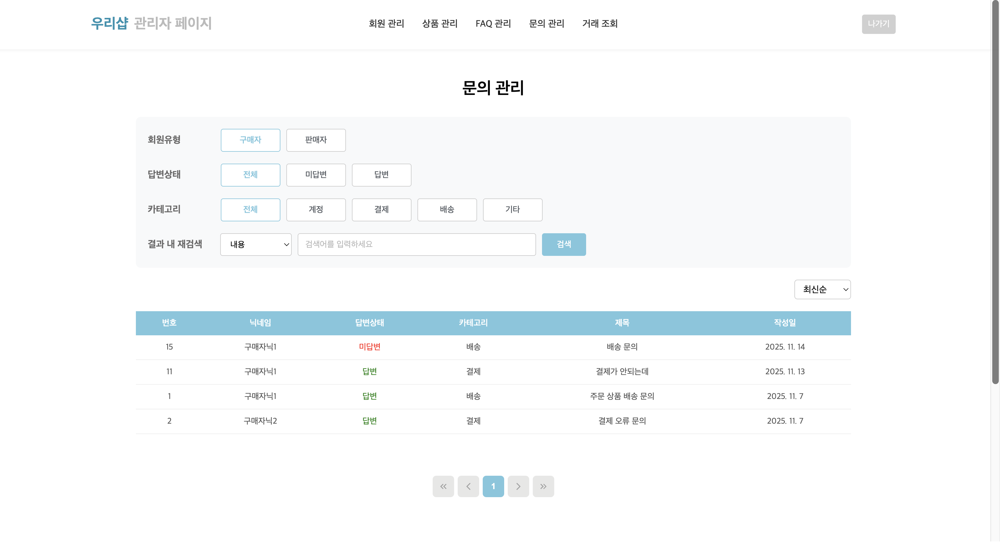 우리샵 관리자 페이지 회원 관리 상품 관리 FAQ 관리 문의 관리 거래 조회 나가기
문의 관리
회원유형 구매자 판매자
답변상태 전체 미답변 답변
카테고리 전체 계정 결제 배송 기타
결과 내 재검색 내용 검색어를 입력하세요 검색
최신순
번호 닉네임 답변상태 카테고리 제목 작성일
15 구매자닉1 미답변 배송 배송 문의 2025. 11. 14
11 구매자닉1 답변 결제 결제가 안되는데 2025. 11. 13
1 구매자닉1 답변 배송 주문 상품 배송 문의 2025. 11. 7
2 구매자닉2 답변 결제 결제 오류 문의 2025. 11. 7
1